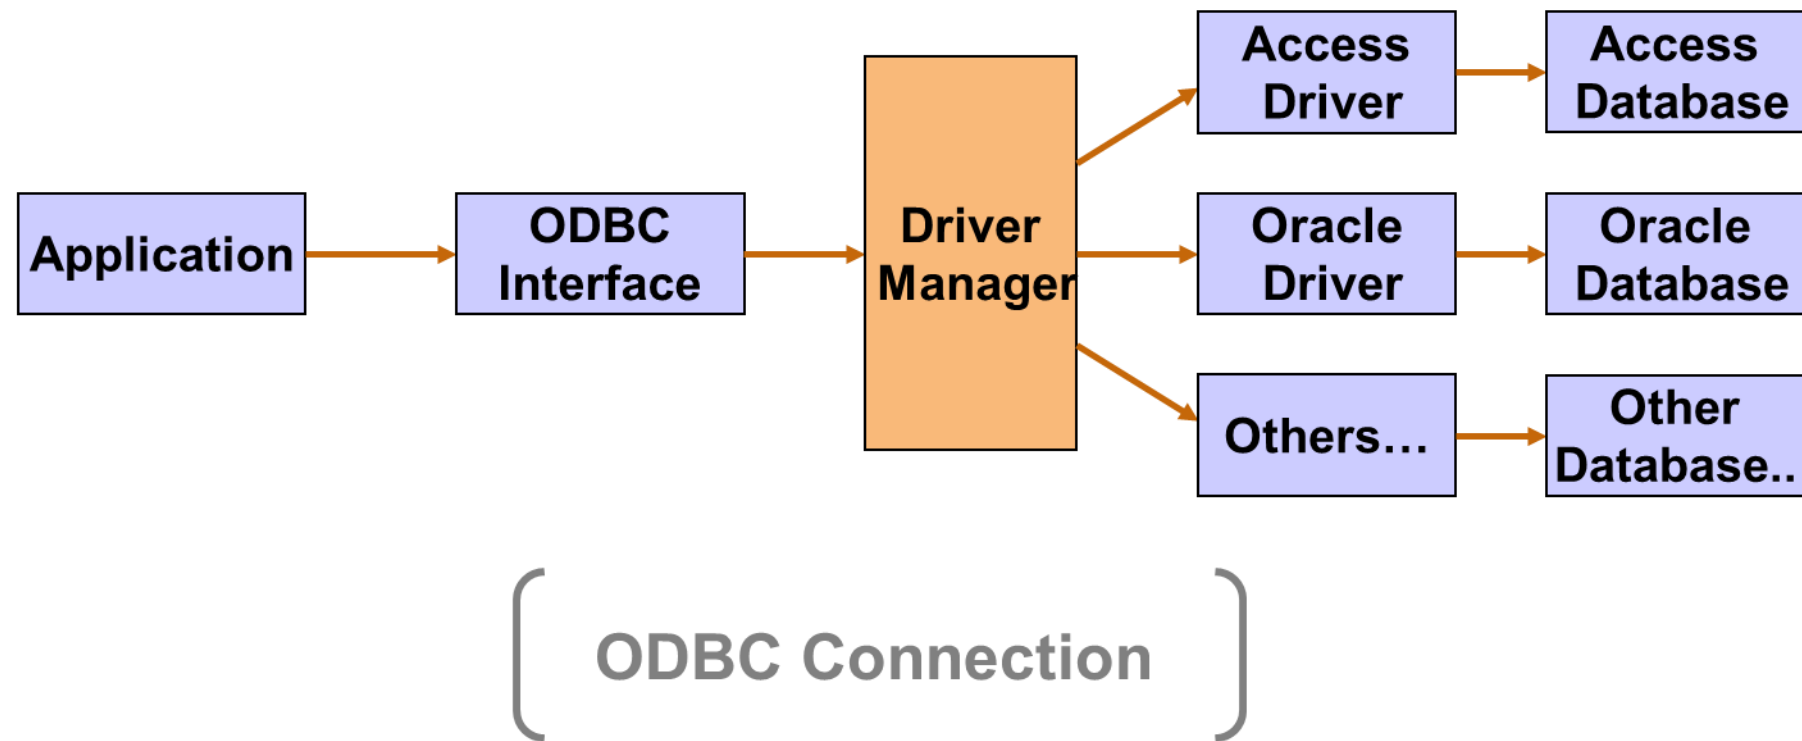 Application
ODBC
Interface
Driver
Manager
Access
Driver
Access
Database
Oracle
Driver
Oracle
Database
Others…
Other
Database..
ODBC Connection